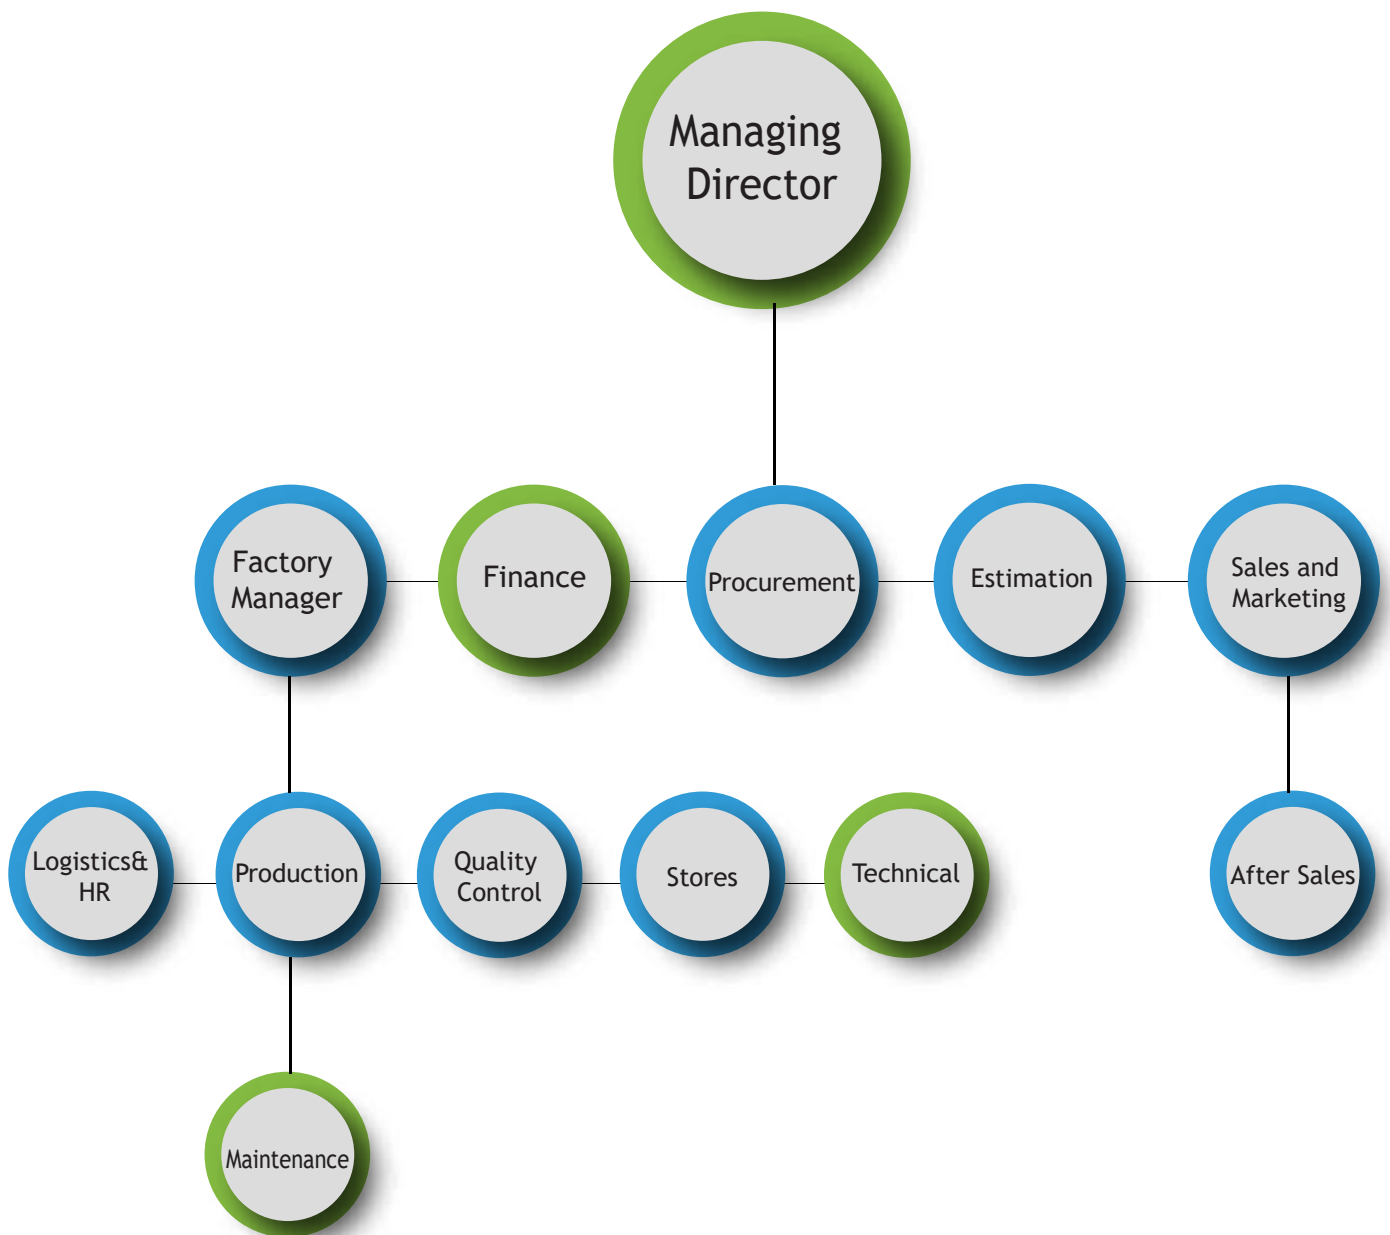 Managing
Director
Factory
Manager
Finance
Procurement
Estimation
Sales and
Marketing
Logistics&
HR
Production
Quality
Control
Stores
Technical
After Sales
Maintenance